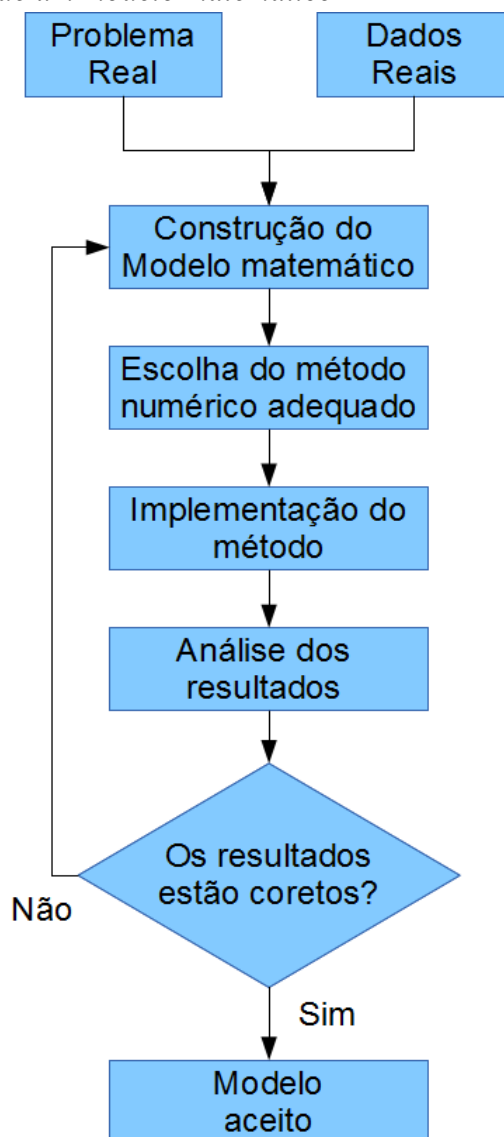 Problema
Real
Dados
Reais
Construção do
Modelo matemático
Escolha do método
numérico adequado
Implementação do
método
Análise dos
resultados
Os resultados
estão coretos?
Não
Sim
Modelo
aceito